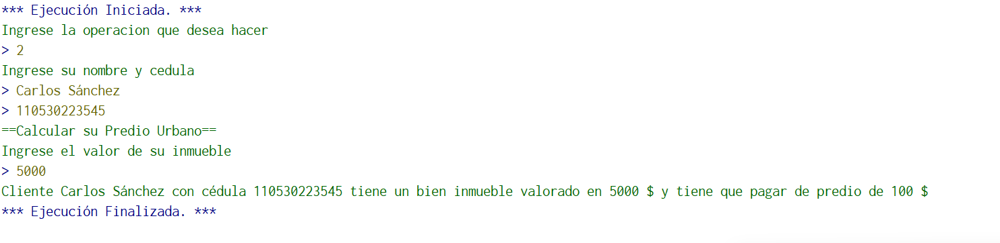 *** Ejecución Iniciada. ***
Ingrese la operacion que desea hacer
> 2
Ingrese su nombre y cedula
> Carlos Sánchez
> 110530223545
==Calcular su Predio Urbano==
Ingrese el valor de su inmueble
> 5000
Cliente Carlos Sánchez con cédula 110530223545 tiene un bien inmueble valorado en 5000 $ y tiene que pagar de predio de 100 $
*** Ejecución Finalizada. ***